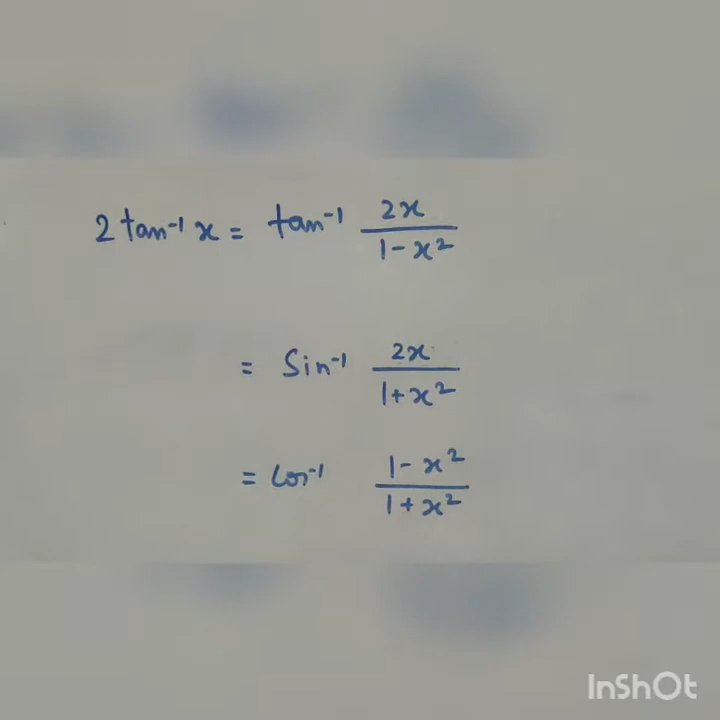 2 tan⁻¹ x = tan⁻¹ 2x / 1 - x²
= Sin⁻¹ 2x / 1 + x²
= Cos⁻¹ 1 - x² / 1 + x²
InShOt